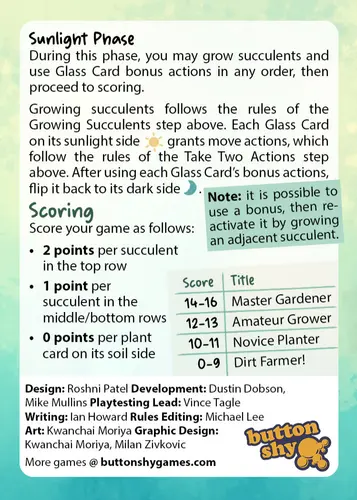 Sunlight Phase
During this phase, you may grow succulents and
use Glass Card bonus actions in any order, then
proceed to scoring.
Growing succulents follows the rules of the
Growing Succulents step above. Each Glass Card
on its sunlight side grants move actions, which
follow the rules of the Take Two Actions step
above. After using each Glass Card's bonus actions,
flip it back to its dark side .
Note: it is possible to
use a bonus, then re-
activate it by growing
an adjacent succulent.
Scoring
Score your game as follows:
• 2 points per succulent
in the top row
• 1 point per
succulent in the
middle/bottom rows
• 0 points per plant
card on its soil side
Score Title
14-16 Master Gardener
12-13 Amateur Grower
10-11 Novice Planter
0-9 Dirt Farmer!
Design: Roshni Patel Development: Dustin Dobson,
Mike Mullins Playtesting Lead: Vince Tagle
Writing: Ian Howard Rules Editing: Michael Lee
Art: Kwanchai Moriya Graphic Design:
Kwanchai Moriya, Milan Zivkovic
More games @ buttonshygames.com
button
shy